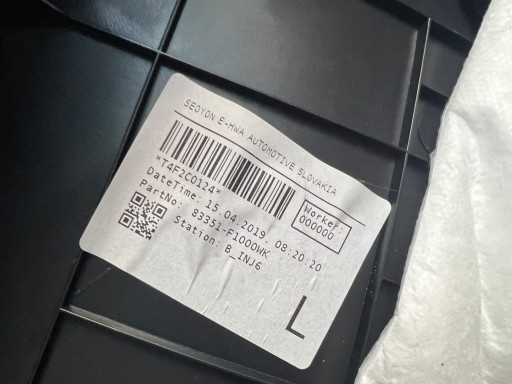 SEOYON E-HWA AUTOMOTIVE SLOVAKIA
*T4F2C0124*
Worker:
000000
DateTime: 15.04.2019, 08:20:20
PartNo: 83351-F1000WK
Station: B_INJ6
L